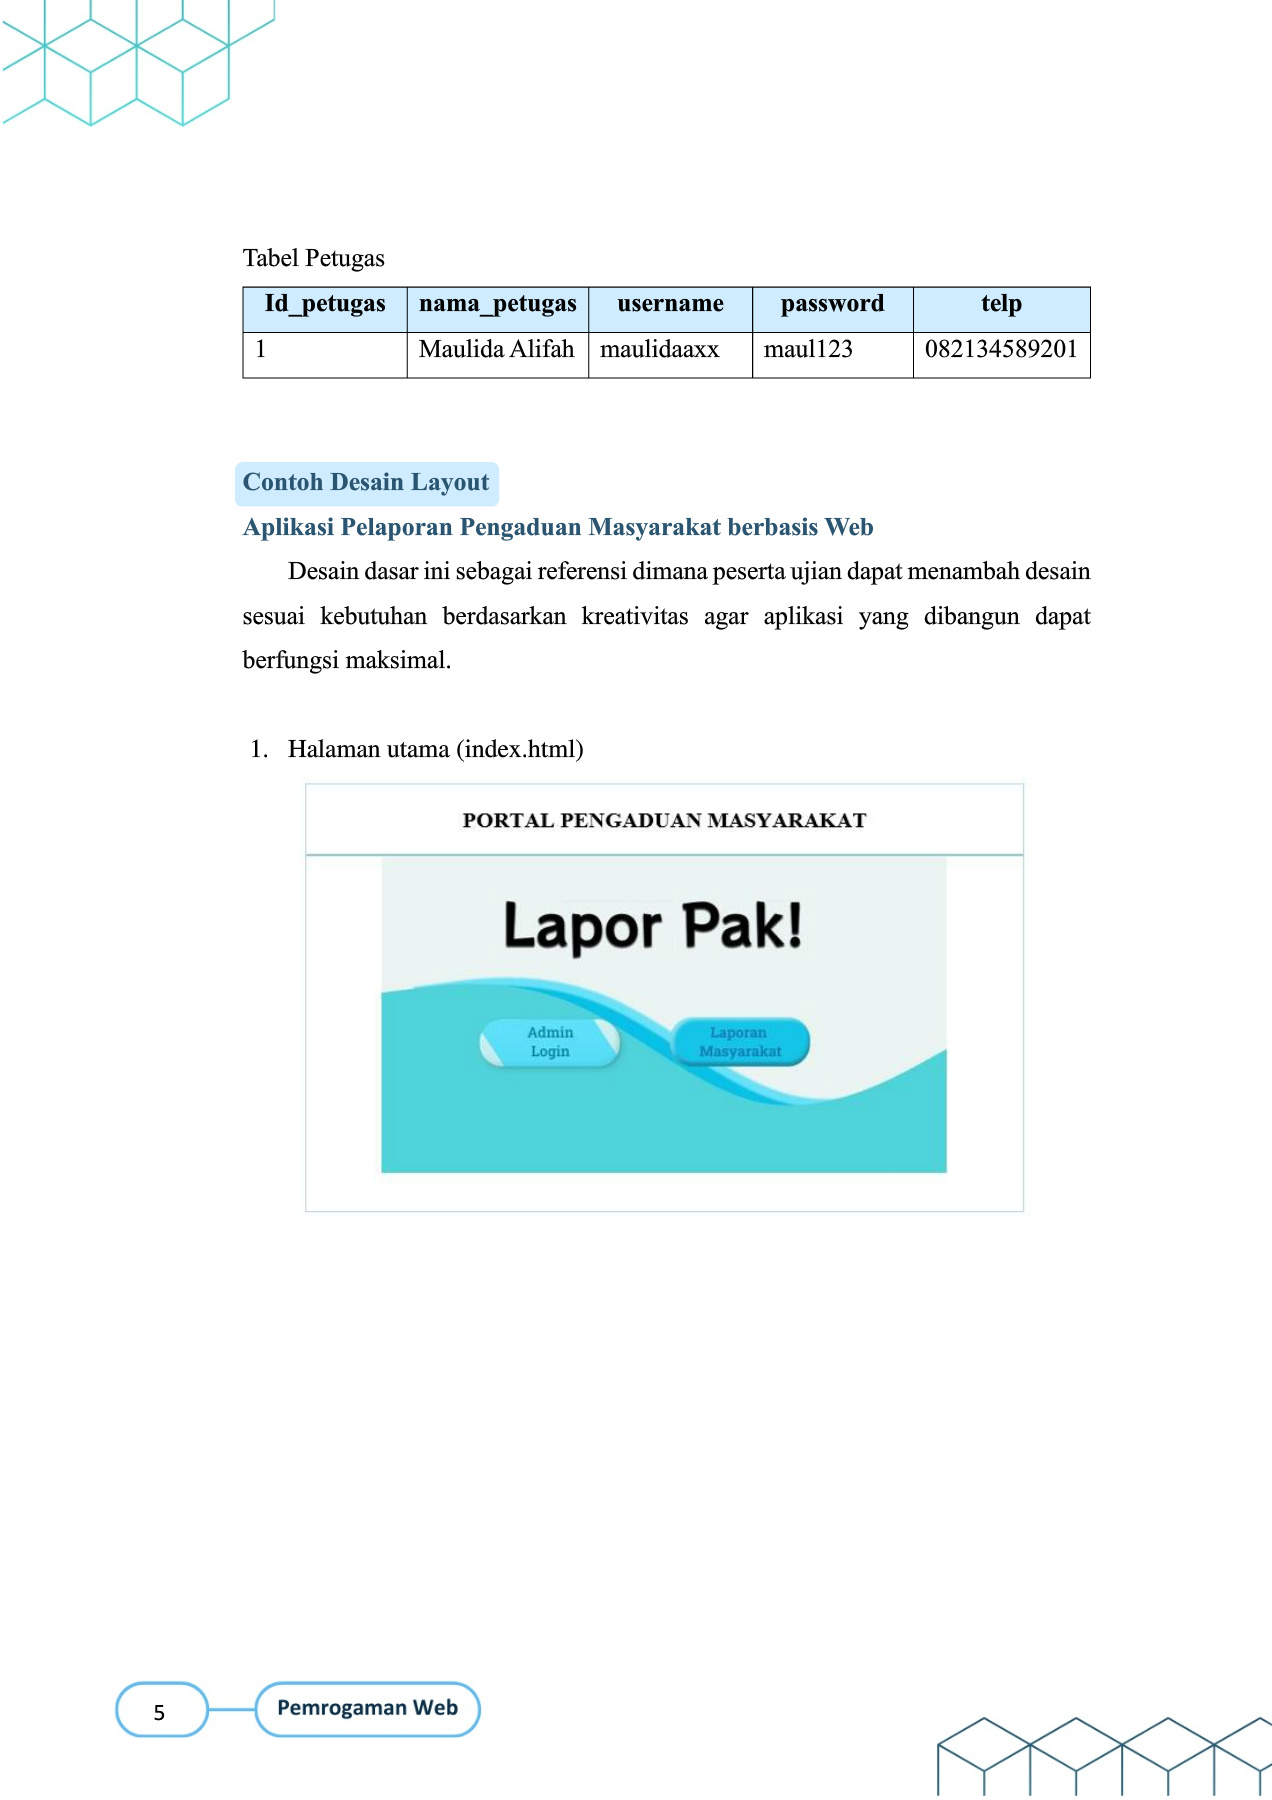 Tabel Petugas
Id_petugas nama_petugas username password telp
1 Maulida Alifah maulidaaxx maul123 082134589201
Contoh Desain Layout
Aplikasi Pelaporan Pengaduan Masyarakat berbasis Web
Desain dasar ini sebagai referensi dimana peserta ujian dapat menambah desain
sesuai kebutuhan berdasarkan kreativitas agar aplikasi yang dibangun dapat
berfungsi maksimal.
1. Halaman utama (index.html)
PORTAL PENGADUAN MASYARAKAT
Lapor Pak!
Admin
Login
Laporan
Masyarakat
5 Pemrogaman Web